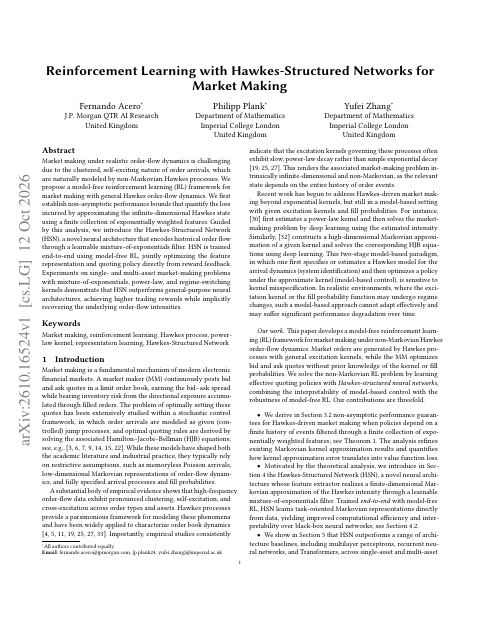 Reinforcement Learning with Hawkes-Structured Networks for
Market Making
Fernando Acero*
J.P. Morgan QTR AI Research
United Kingdom
Philipp Plank*
Department of Mathematics
Imperial College London
United Kingdom
Yufei Zhang*
Department of Mathematics
Imperial College London
United Kingdom
arXiv:2610.16524v1 [cs.LG] 12 Oct 2026
Abstract
Market making under realistic order-flow dynamics is challenging
due to the clustered, self-exciting nature of order arrivals, which
are naturally modeled by non-Markovian Hawkes processes. We
propose a model-free reinforcement learning (RL) framework for
market making with general Hawkes order-flow dynamics. We first
establish non-asymptotic performance bounds that quantify the loss
incurred by approximating the infinite-dimensional Hawkes state
using a finite collection of exponentially weighted features. Guided
by this analysis, we introduce the Hawkes-Structured Network
(HSN), a novel neural architecture that encodes historical order flow
through a learnable mixture-of-exponentials filter. HSN is trained
end-to-end using model-free RL, jointly optimizing the feature
representation and quoting policy directly from reward feedback.
Experiments on single- and multi-asset market-making problems
with mixture-of-exponentials, power-law, and regime-switching
kernels demonstrate that HSN outperforms general-purpose neural
architectures, achieving higher trading rewards while implicitly
recovering the underlying order-flow intensities.
Keywords
Market making, reinforcement learning, Hawkes process, power-
law kernel, representation learning, Hawkes-Structured Network
1 Introduction
Market making is a fundamental mechanism of modern electronic
financial markets. A market maker (MM) continuously posts bid
and ask quotes in a limit order book, earning the bid–ask spread
while bearing inventory risk from the directional exposure accumu-
lated through filled orders. The problem of optimally setting these
quotes has been extensively studied within a stochastic control
framework, in which order arrivals are modeled as given (con-
trolled) jump processes, and optimal quoting rules are derived by
solving the associated Hamilton–Jacobi–Bellman (HJB) equations;
see, e.g., [3, 6, 7, 9, 14, 15, 22]. While these models have shaped both
the academic literature and industrial practice, they typically rely
on restrictive assumptions, such as memoryless Poisson arrivals,
low-dimensional Markovian representations of order-flow dynam-
ics, and fully specified arrival processes and fill probabilities.
A substantial body of empirical evidence shows that high-frequency
order-flow data exhibit pronounced clustering, self-excitation, and
cross-excitation across order types and assets. Hawkes processes
provide a parsimonious framework for modeling these phenomena
and have been widely applied to characterize order book dynamics
[4, 5, 11, 19, 25, 27, 33]. Importantly, empirical studies consistently
*All authors contributed equally.
Email: fernando.acero@jpmorgan.com, {p.plank24, yufei.zhang}@imperial.ac.uk
indicate that the excitation kernels governing these processes often
exhibit slow, power-law decay rather than simple exponential decay
[19, 25, 27]. This renders the associated market-making problem in-
trinsically infinite-dimensional and non-Markovian, as the relevant
state depends on the entire history of order events.
Recent work has begun to address Hawkes-driven market mak-
ing beyond exponential kernels, but still in a model-based setting
with given excitation kernels and fill probabilities. For instance,
[30] first estimates a power-law kernel and then solves the market-
making problem by deep learning using the estimated intensity.
Similarly, [32] constructs a high-dimensional Markovian approxi-
mation of a given kernel and solves the corresponding HJB equa-
tions using deep learning. This two-stage model-based paradigm,
in which one first specifies or estimates a Hawkes model for the
arrival dynamics (system identification) and then optimizes a policy
under the approximate kernel (model-based control), is sensitive to
kernel misspecification. In realistic environments, where the exci-
tation kernel or the fill probability function may undergo regime
changes, such a model-based approach cannot adapt effectively and
may suffer significant performance degradation over time.
Our work. This paper develops a model-free reinforcement learn-
ing (RL) framework for market making under non-Markovian Hawkes
order-flow dynamics. Market orders are generated by Hawkes pro-
cesses with general excitation kernels, while the MM optimizes
bid and ask quotes without prior knowledge of the kernel or fill
probabilities. We solve the non-Markovian RL problem by learning
effective quoting policies with Hawkes-structured neural networks,
combining the interpretability of model-based control with the
robustness of model-free RL. Our contributions are threefold.
• We derive in Section 3.2 non-asymptotic performance guaran-
tees for Hawkes-driven market making when policies depend on a
finite history of events filtered through a finite collection of expo-
nentially weighted features; see Theorem 1. The analysis refines
existing Markovian kernel approximation results and quantifies
how kernel approximation error translates into value function loss.
• Motivated by the theoretical analysis, we introduce in Sec-
tion 4 the Hawkes-Structured Network (HSN), a novel neural archi-
tecture whose feature extractor realizes a finite-dimensional Mar-
kovian approximation of the Hawkes intensity through a learnable
mixture-of-exponentials filter. Trained end-to-end with model-free
RL, HSN learns task-oriented Markovian representations directly
from data, yielding improved computational efficiency and inter-
pretability over black-box neural networks; see Section 4.2.
• We show in Section 5 that HSN outperforms a range of archi-
tecture baselines, including multilayer perceptrons, recurrent neu-
ral networks, and Transformers, across single-asset and multi-asset
1